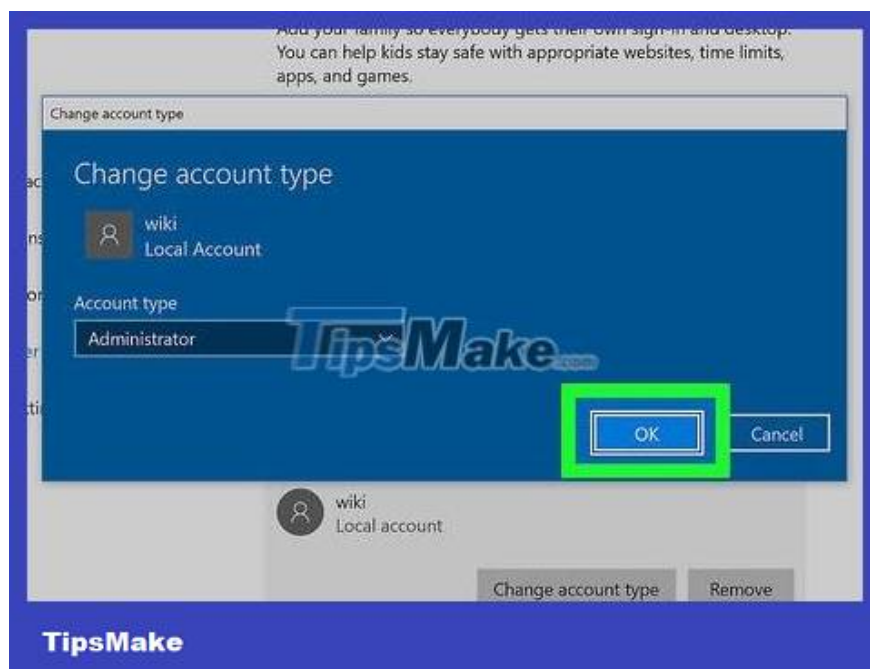 Add your family so everybody gets their own sign-in and desktop.
You can help kids stay safe with appropriate websites, time limits,
apps, and games.
Change account type
Change account type
wiki
Local Account
Account type
Administrator
TipsMake.com
OK
Cancel
wiki
Local account
Change account type
Remove
TipsMake